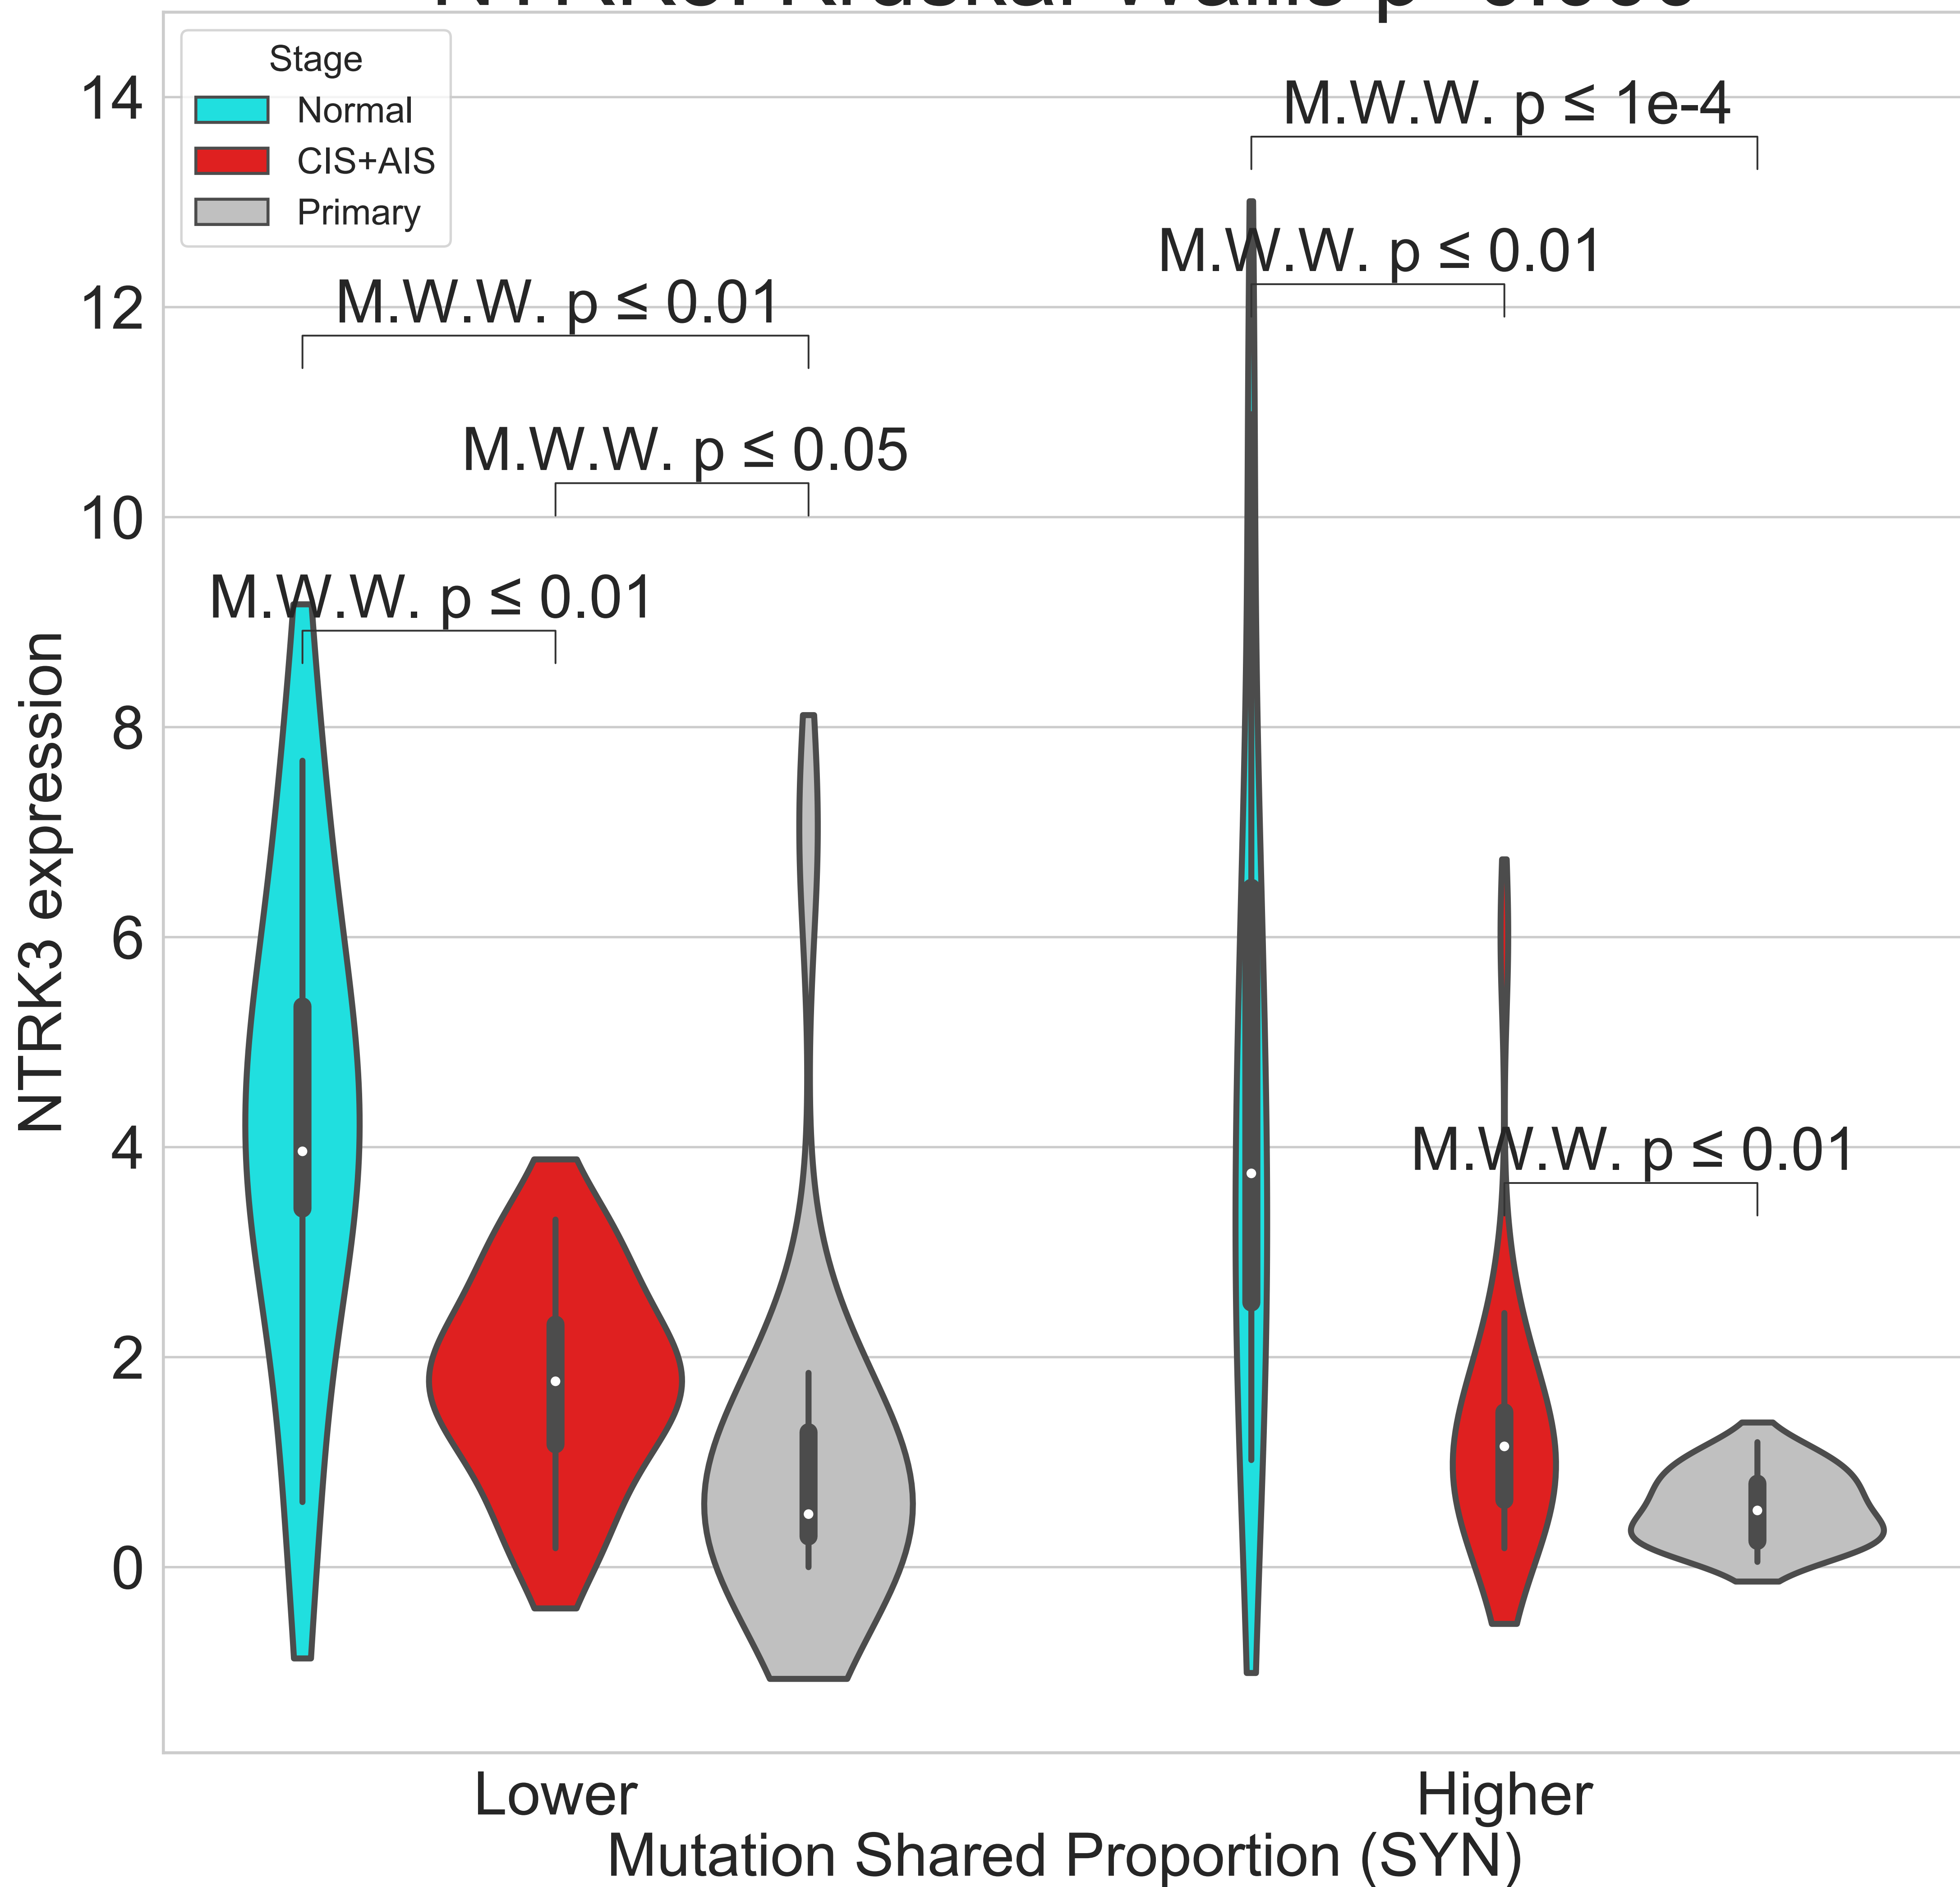 Stage
Normal
CIS+AIS
Primary
M.W.W. p ≤ 1e-4
M.W.W. p ≤ 0.01
M.W.W. p ≤ 0.01
M.W.W. p ≤ 0.05
M.W.W. p ≤ 0.01
M.W.W. p ≤ 0.01
14
12
10
8
6
4
2
0
NTRK3 expression
Lower
Higher
Mutation Shared Proportion (SYN)